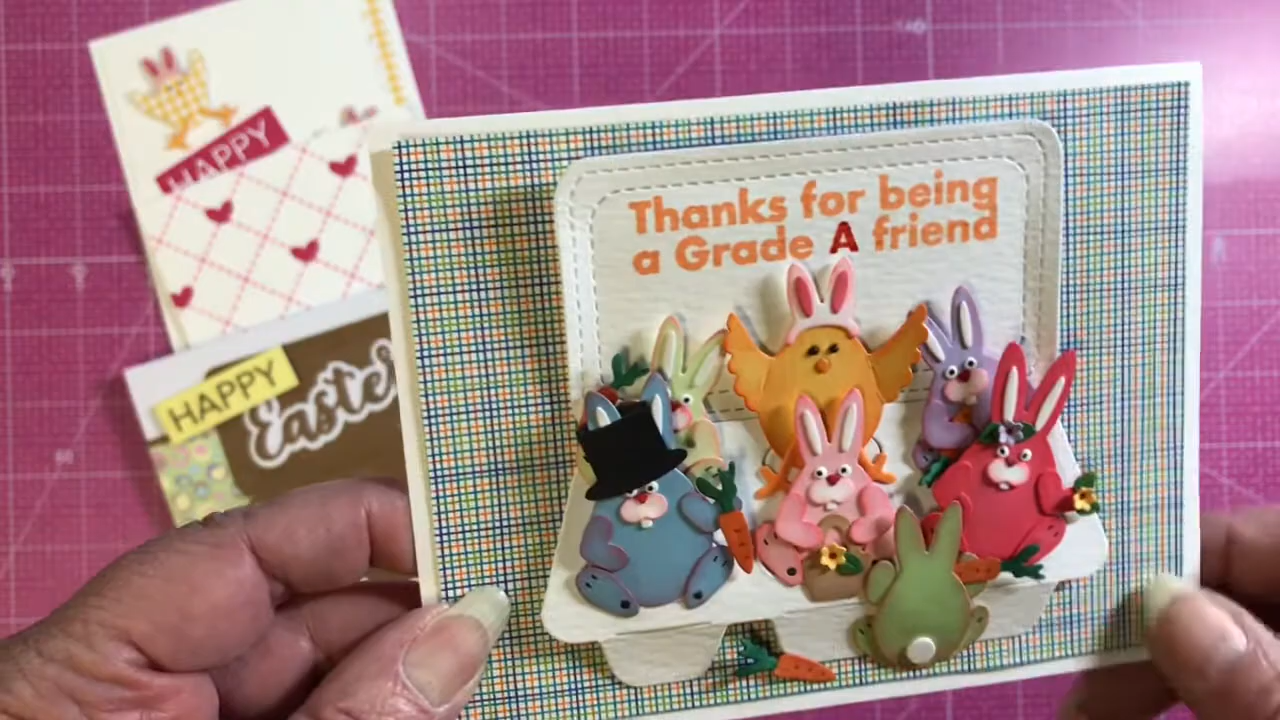 HAPPY
Thanks for being
a Grade A friend
HAPPY
Easter